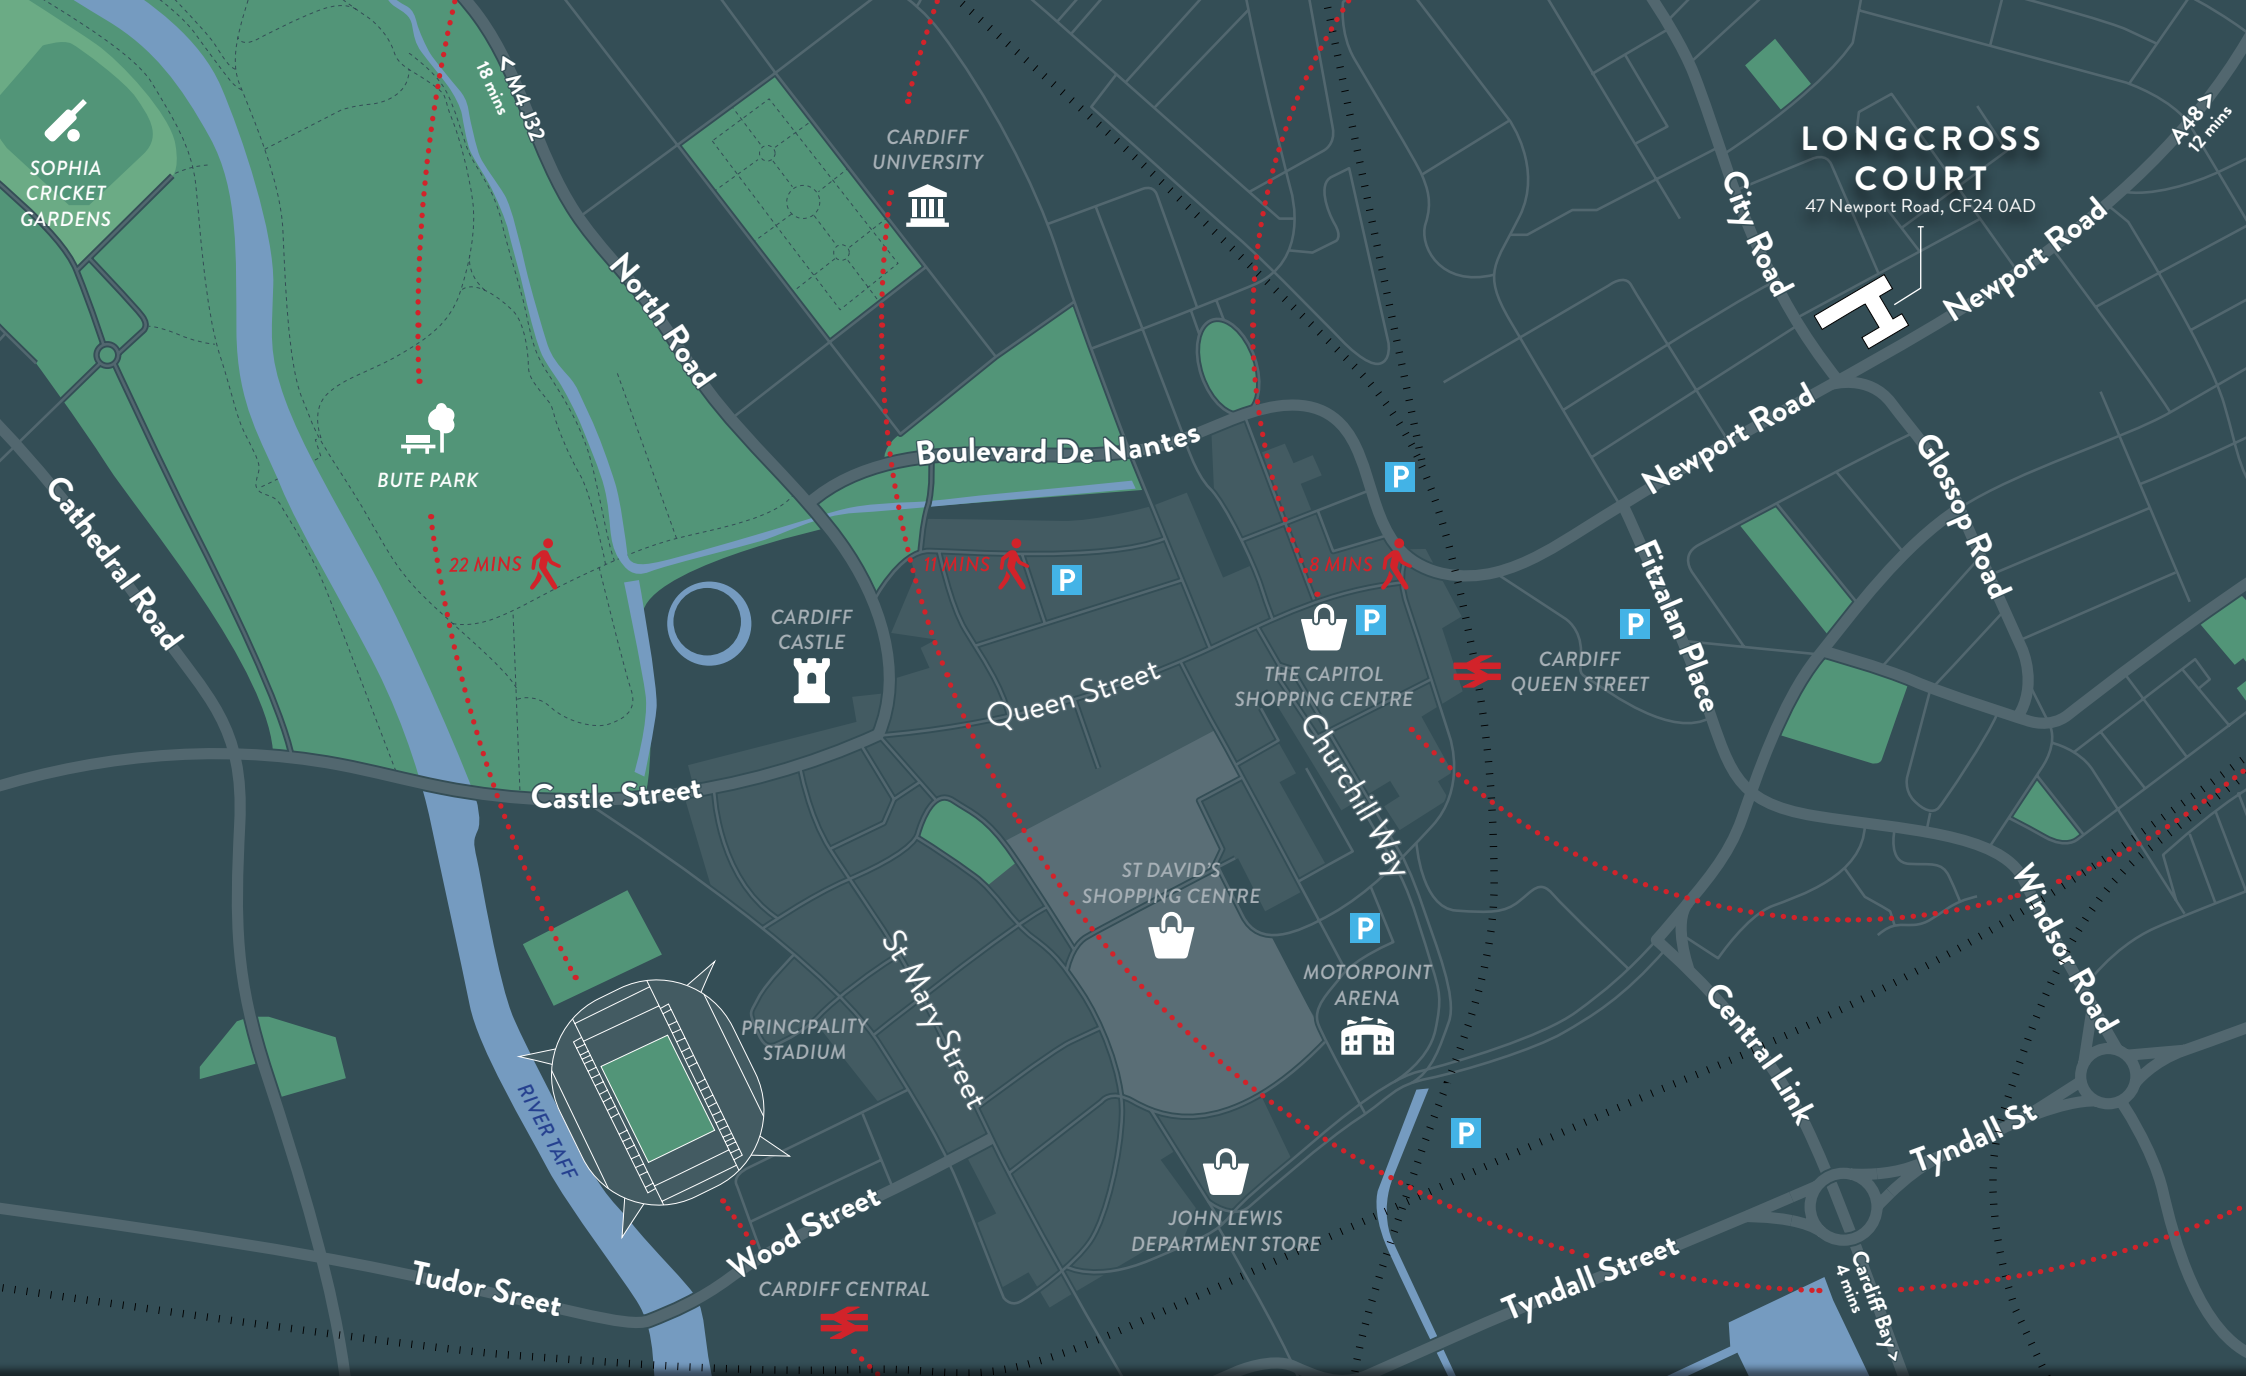 < M4 J32
18 mins
SOPHIA
CRICKET
GARDENS
CARDIFF
UNIVERSITY
LONGCROSS
COURT
47 Newport Road, CF24 0AD
A48 >
12 mins
City Road
Newport Road
North Road
Boulevard De Nantes
Newport Road
BUTE PARK
P
Cathedral Road
22 MINS
11 MINS
P
8 MINS
P
P
Glossop Road
Fitzalan Place
CARDIFF
CASTLE
Queen Street
THE CAPITOL
SHOPPING CENTRE
CARDIFF
QUEEN STREET
Castle Street
Churchill Way
ST DAVID'S
SHOPPING CENTRE
P
MOTORPOINT
ARENA
St Mary Street
Windsor Road
Central Link
PRINCIPALITY
STADIUM
RIVER TAFF
P
Tyndall St
JOHN LEWIS
DEPARTMENT STORE
Wood Street
Tudor Sreet
CARDIFF CENTRAL
Tyndall Street
Cardiff Bay >
4 mins